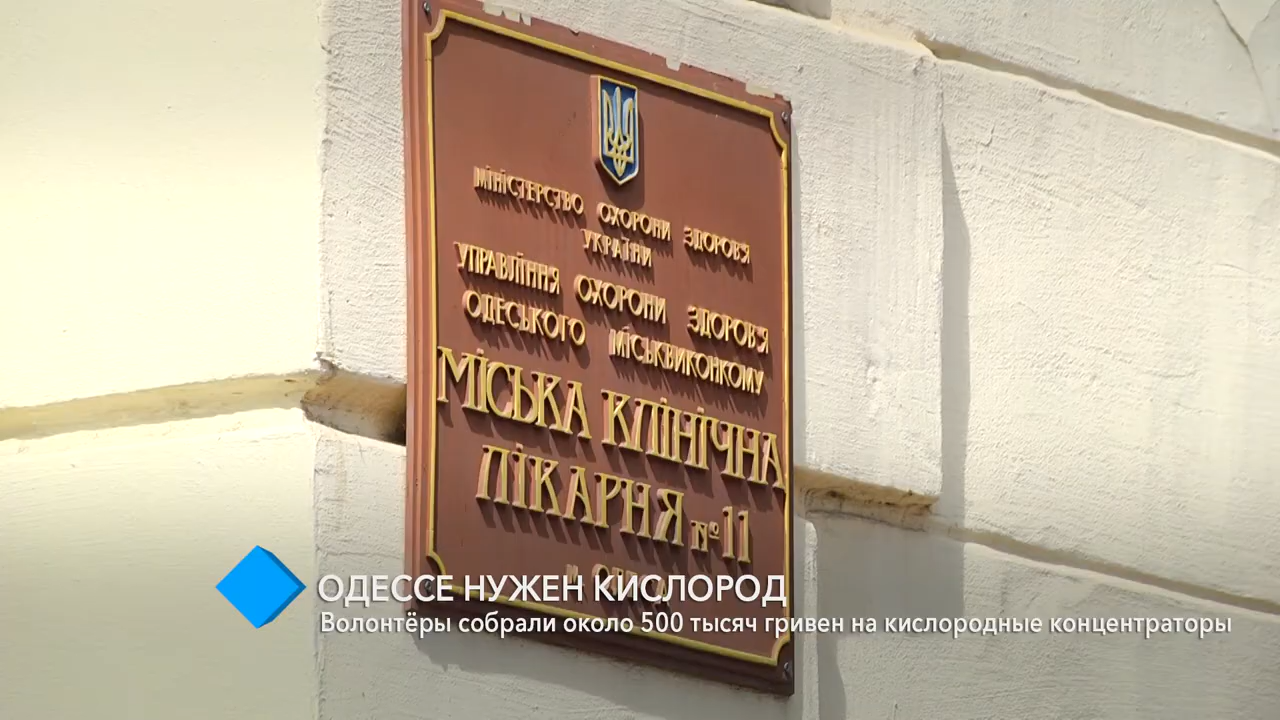 МІНІСТЕРСТВО ОХОРОНИ ЗДОРОВ'Я
УКРАЇНИ
УПРАВЛІННЯ ОХОРОНИ ЗДОРОВ'Я
ОДЕСЬКОГО МІСЬКВИКОНКОМУ
МІСЬКА КЛІНІЧНА
ЛІКАРНЯ №11
ОДЕССЕ НУЖЕН КИСЛОРОД
Волонтёры собрали около 500 тысяч гривен на кислородные концентраторы